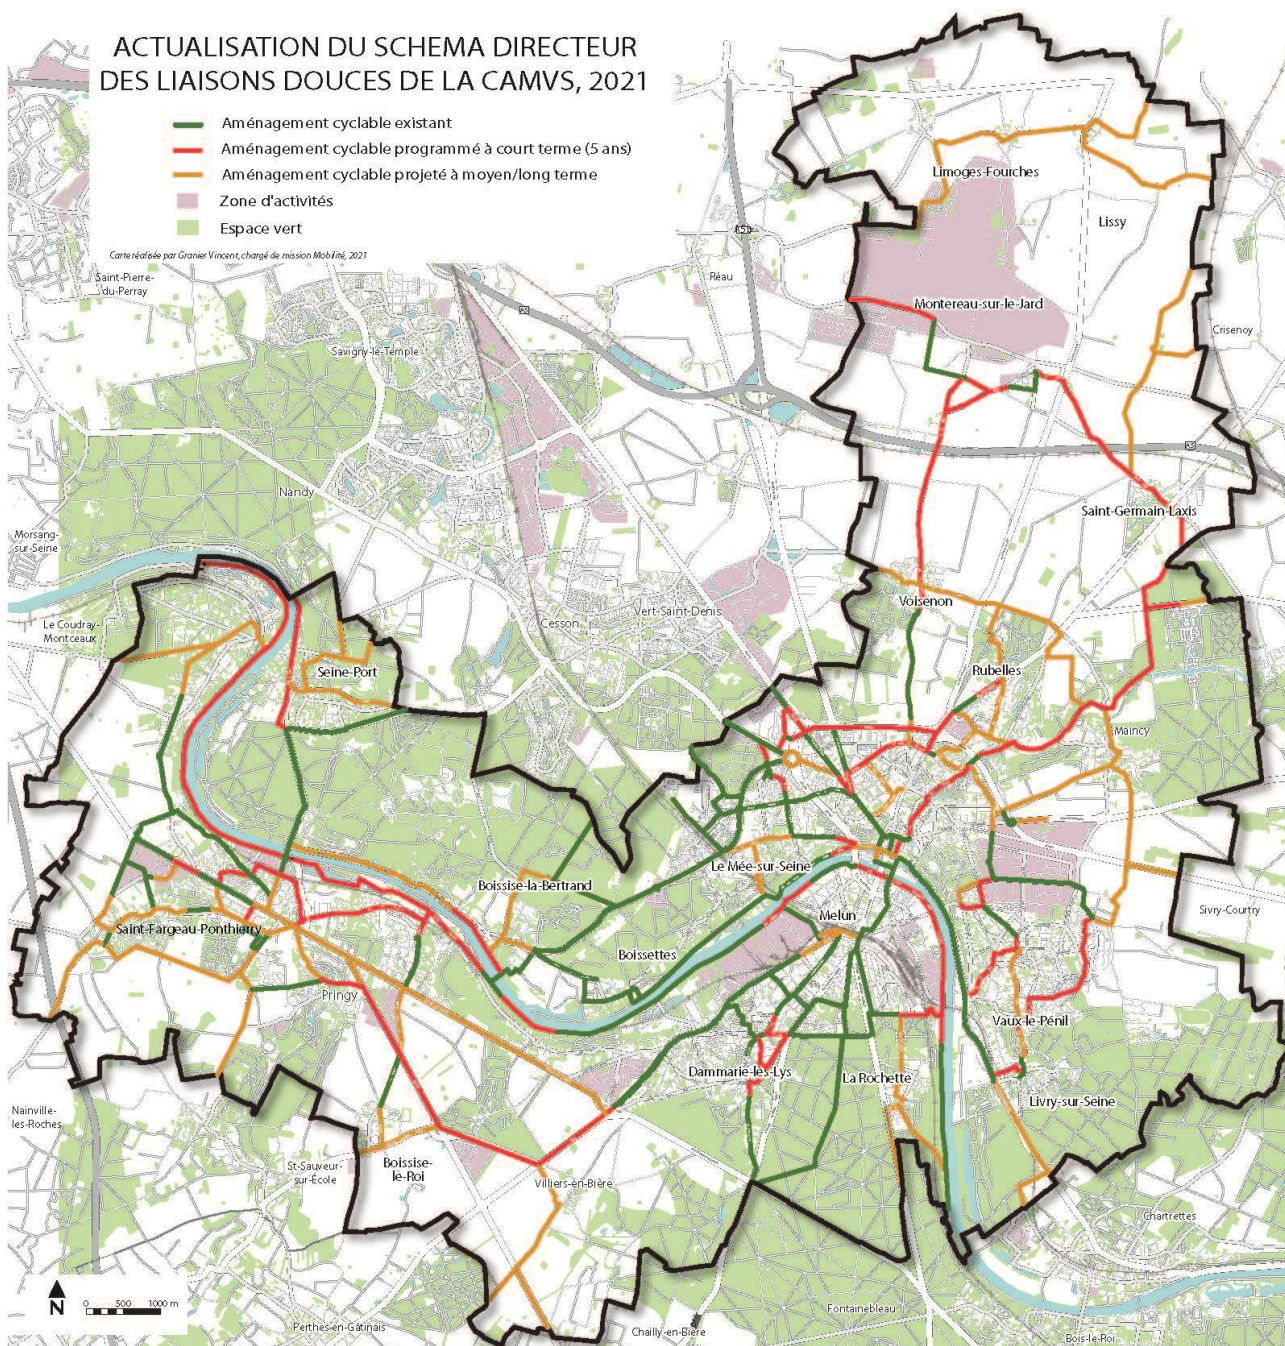 ACTUALISATION DU SCHEMA DIRECTEUR
DES LIAISONS DOUCES DE LA CAMVS, 2021
Aménagement cyclable existant
Aménagement cyclable programmé à court terme (5 ans)
Aménagement cyclable projeté à moyen/long terme
Zone d'activités
Espace vert
Carte réalisée par Granier Vincent, chargé de mission Mobilité, 2021
Limoges-Fourches
Lissy
Réau
Saint-Pierre-
du-Perray
Montereau-sur-le-Jard
Crisenoy
Savigny-le-Temple
A5
Nandy
Saint-Germain-Laxis
Morsang-
sur-Seine
Voisenon
Vert-Saint-Denis
Cesson
Le Coudray-
Montceaux
Seine-Port
Rubelles
Maincy
Le Mée-sur-Seine
Boissise-la-Bertrand
Melun
Sivry-Courtry
Saint-Fargeau-Ponthierry
Boissettes
Pringy
Vaux-le-Pénil
Dammarie-les-Lys
La Rochette
Livry-sur-Seine
Nainville-
les-Roches
St-Sauveur-
sur-École
Boissise-
le-Roi
Villiers-en-Bière
Chartrettes
N
0 500 1000 m
Perthes-en-Gâtinais
Chailly-en-Bière
Fontainebleau
Bois-le-Roi